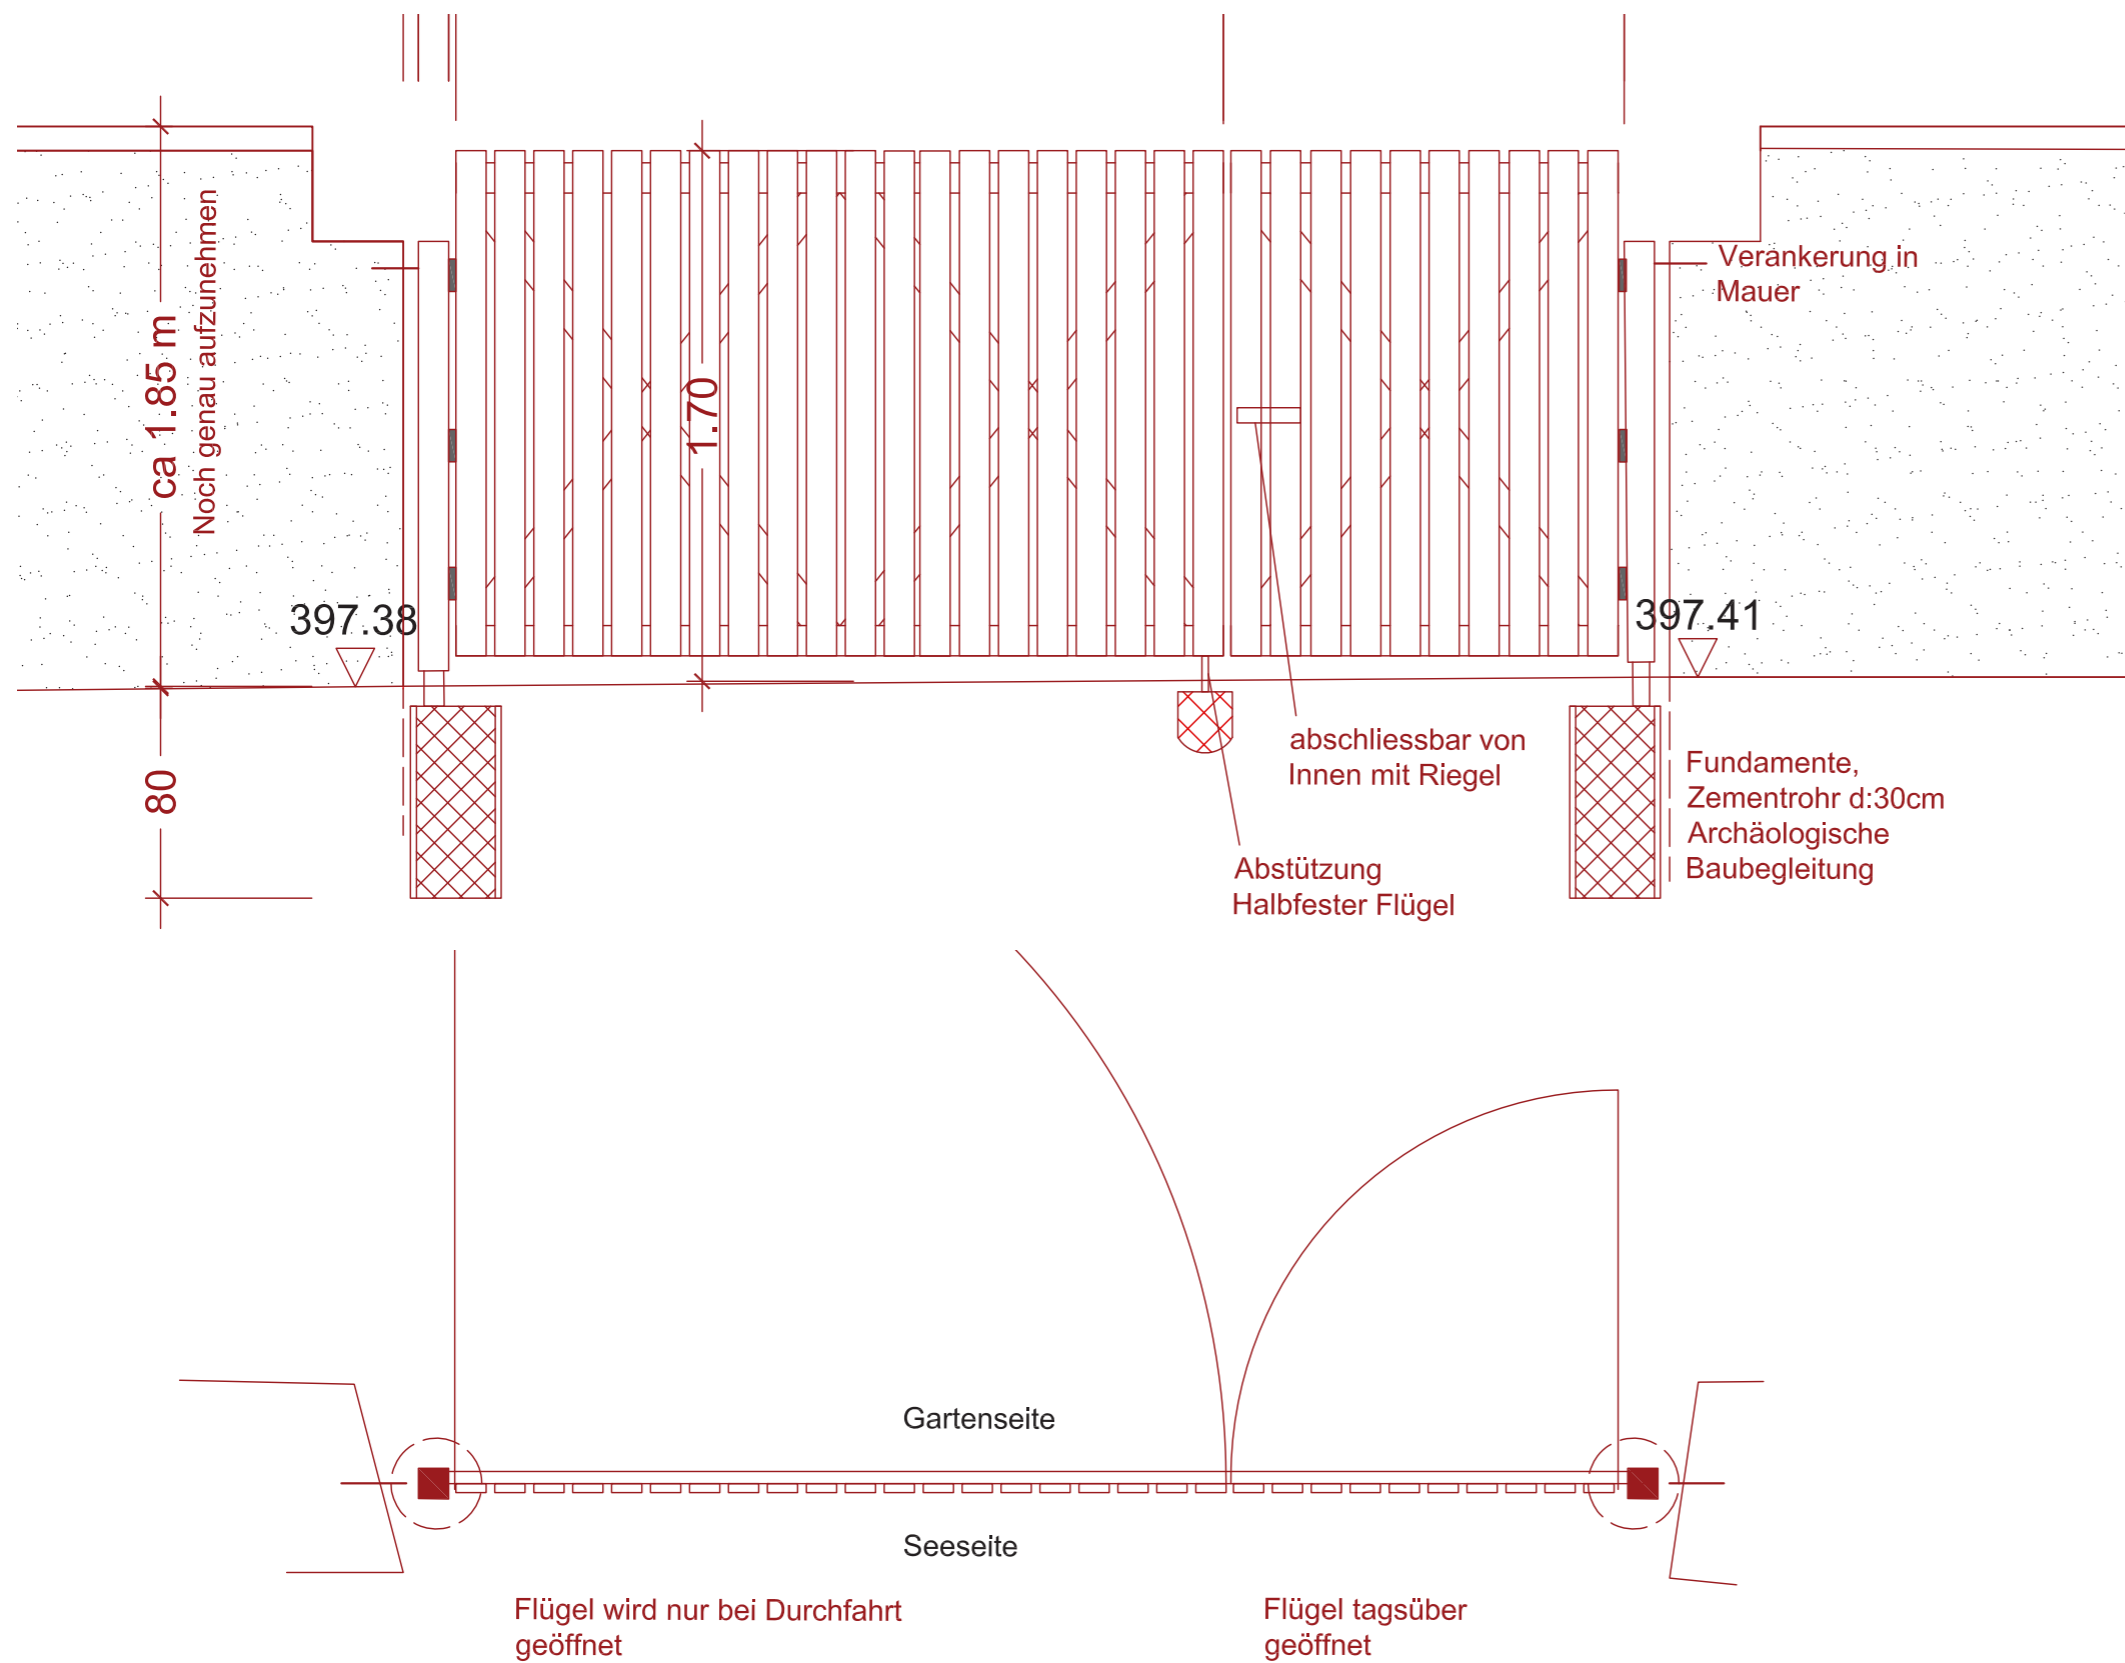 ca 1.85 m
Noch genau aufzunehmen
1.70
Verankerung in
Mauer
397.38
397.41
80
abschliessbar von
Innen mit Riegel
Fundamente,
Zementrohr d:30cm
Archäologische
Baubegleitung
Abstützung
Halbfester Flügel
Gartenseite
Seeseite
Flügel wird nur bei Durchfahrt
geöffnet
Flügel tagsüber
geöffnet